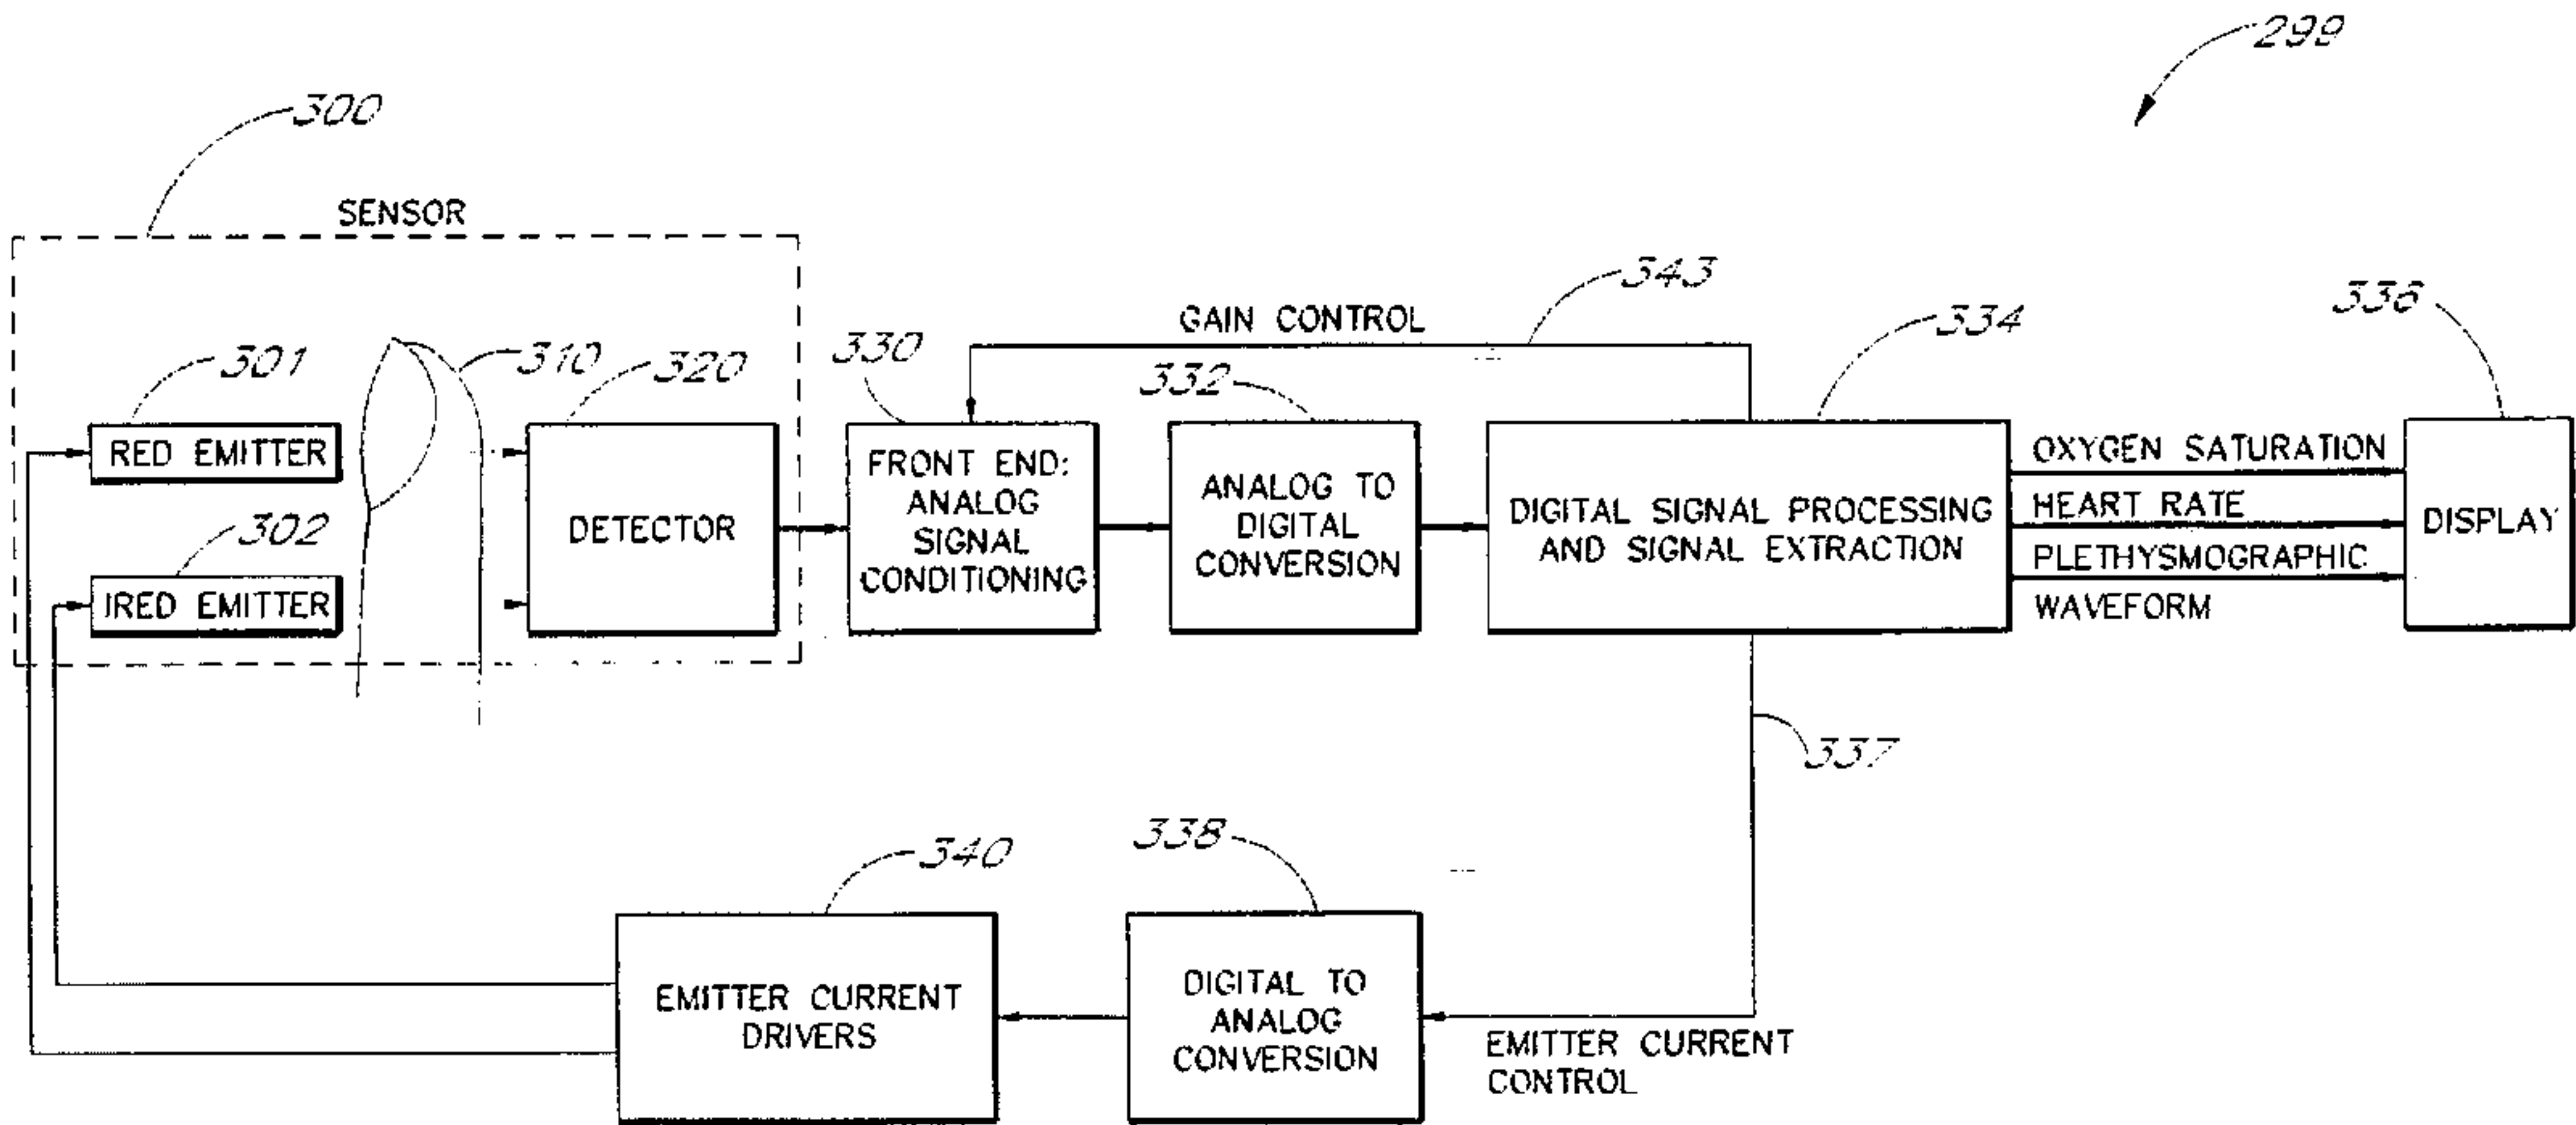 299
300
SENSOR
343
GAIN CONTROL
336
334
330
301
310
320
332
RED EMITTER
OXYGEN SATURATION
FRONT END:
ANALOG
SIGNAL
CONDITIONING
ANALOG TO
DIGITAL
CONVERSION
HEART RATE
DETECTOR
DIGITAL SIGNAL PROCESSING
AND SIGNAL EXTRACTION
DISPLAY
302
PLETHYSMOGRAPHIC
WAVEFORM
IRED EMITTER
337
338
340
EMITTER CURRENT
DRIVERS
DIGITAL TO
ANALOG
CONVERSION
EMITTER CURRENT
CONTROL